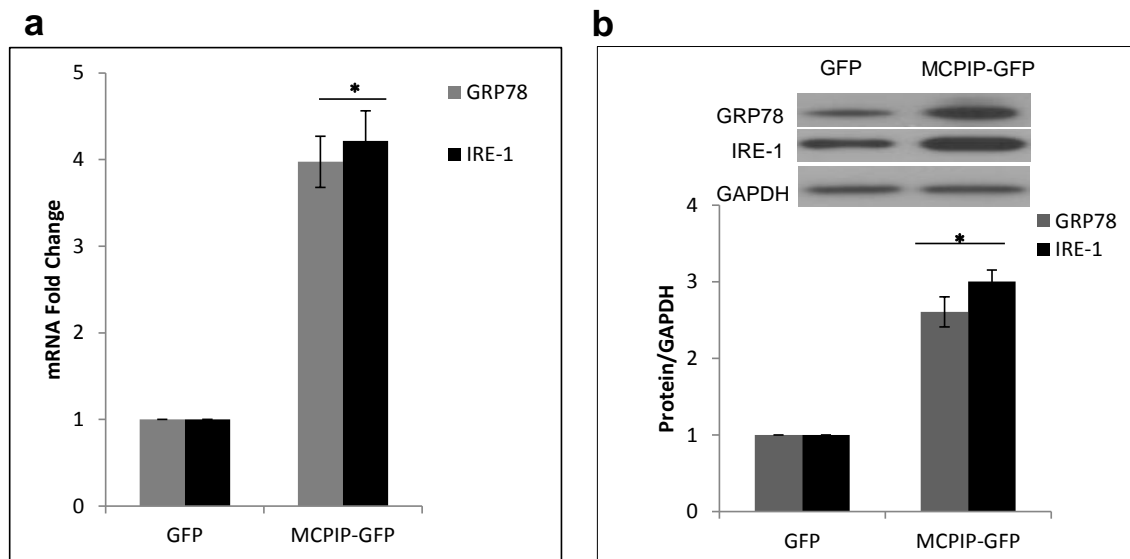 a
mRNA Fold Change
5
4
3
2
1
0
*
GRP78
IRE-1
GFP
MCPIP-GFP
b
GFP MCPIP-GFP
GRP78
IRE-1
GAPDH
Protein/GAPDH
4
3
2
1
0
*
GRP78
IRE-1
GFP
MCPIP-GFP